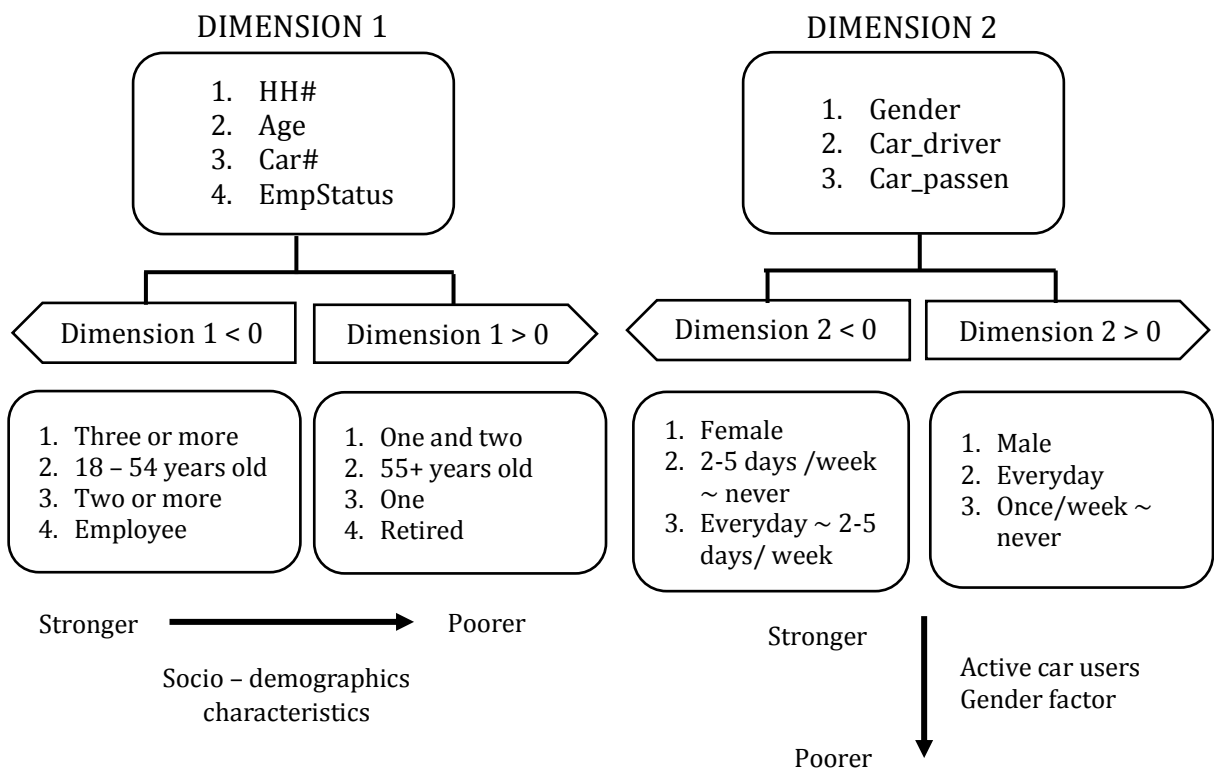 DIMENSION 1
1. HH#
2. Age
3. Car#
4. EmpStatus
Dimension 1 < 0
Dimension 1 > 0
1. Three or more
2. 18 – 54 years old
3. Two or more
4. Employee
1. One and two
2. 55+ years old
3. One
4. Retired
Stronger
Poorer
Socio – demographics
characteristics
DIMENSION 2
1. Gender
2. Car_driver
3. Car_passen
Dimension 2 < 0
Dimension 2 > 0
1. Female
2. 2-5 days /week
~ never
3. Everyday ~ 2-5
days/ week
1. Male
2. Everyday
3. Once/week ~
never
Stronger
Active car users
Gender factor
Poorer